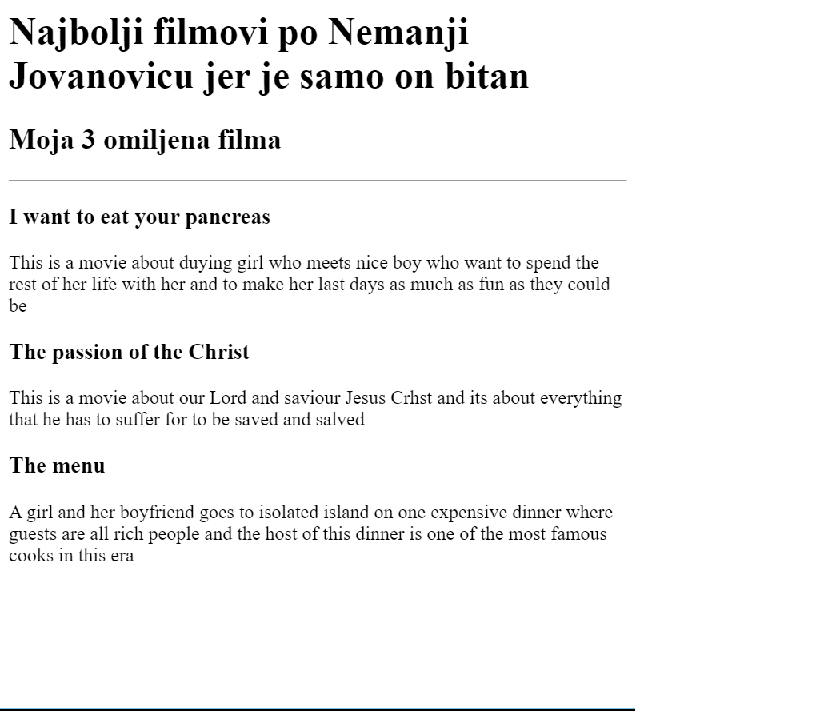 Najbolji filmovi po Nemanji
Jovanovicu jer je samo on bitan
Moja 3 omiljena filma
I want to eat your pancreas
This is a movie about duying girl who meets nice boy who want to spend the
rest of her life with her and to make her last days as much as fun as they could
be
The passion of the Christ
This is a movie about our Lord and saviour Jesus Crhst and its about everything
that he has to suffer for to be saved and salved
The menu
A girl and her boyfriend goes to isolated island on one expensive dinner where
guests are all rich people and the host of this dinner is one of the most famous
cooks in this era